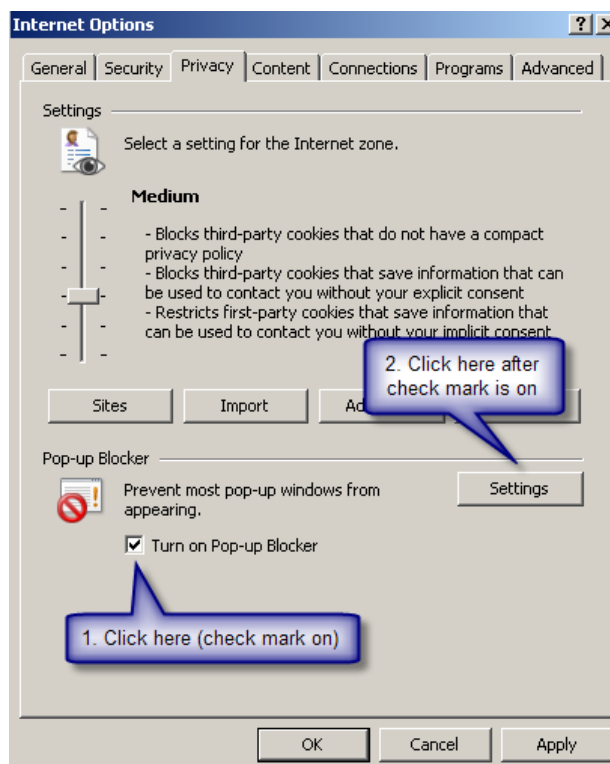 Internet Options
General Security Privacy Content Connections Programs Advanced
Settings
Select a setting for the Internet zone.
Medium
- Blocks third-party cookies that do not have a compact
privacy policy
- Blocks third-party cookies that save information that can
be used to contact you without your explicit consent
- Restricts first-party cookies that save information that
can be used to contact you without your implicit consent
2. Click here after
check mark is on
Sites Import
Pop-up Blocker
Prevent most pop-up windows from
appearing.
Settings
Turn on Pop-up Blocker
1. Click here (check mark on)
OK Cancel Apply